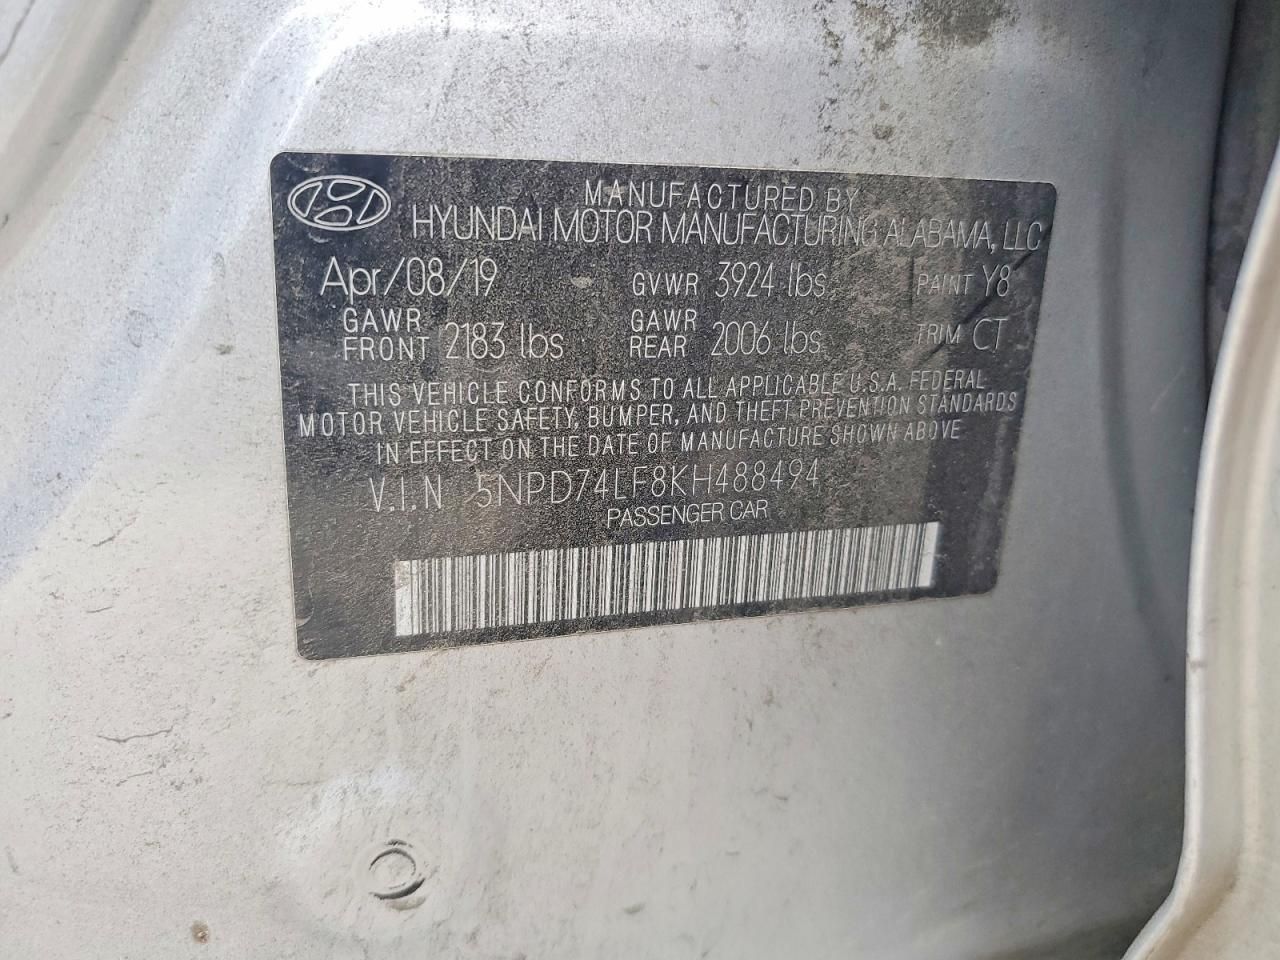 MANUFACTURED BY
HYUNDAI MOTOR MANUFACTURING ALABAMA, LLC
Apr/08/19 GVWR 3924 lbs PAINT Y8
GAWR FRONT 2183 lbs GAWR REAR 2006 lbs TRIM CT
THIS VEHICLE CONFORMS TO ALL APPLICABLE U.S.A. FEDERAL
MOTOR VEHICLE SAFETY, BUMPER, AND THEFT PREVENTION STANDARDS
IN EFFECT ON THE DATE OF MANUFACTURE SHOWN ABOVE
V.I.N 5NPD74LF8KH488494
PASSENGER CAR